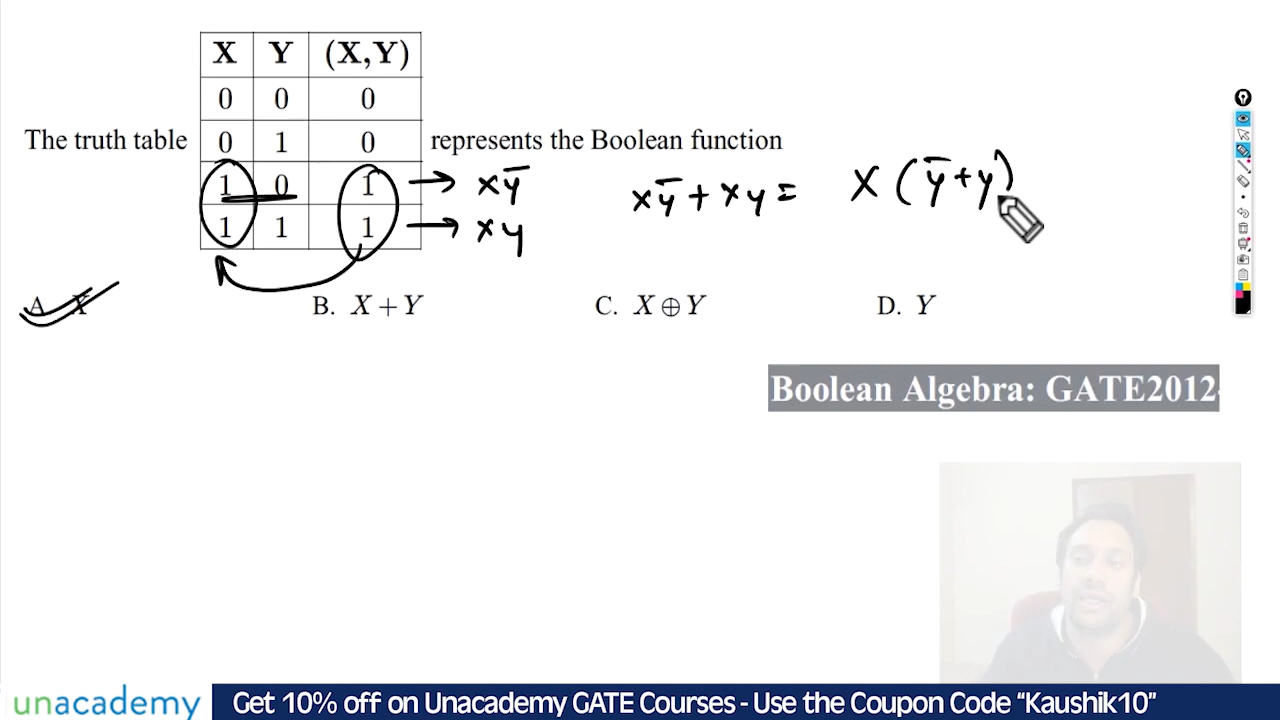 X Y (X,Y)
0 0 0
0 1 0
The truth table represents the Boolean function
1 0 1 → xȳ xȳ + xy = X (ȳ+y)
1 1 1 → xy
A. X B. X + Y C. X ⊕ Y D. Y
Boolean Algebra: GATE2012-
unacademy Get 10% off on Unacademy GATE Courses - Use the Coupon Code “Kaushik10”